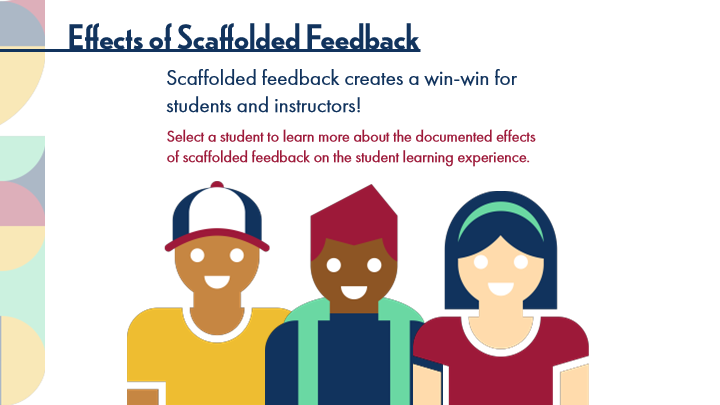 Effects of Scaffolded Feedback
Scaffolded feedback creates a win-win for
students and instructors!
Select a student to learn more about the documented effects
of scaffolded feedback on the student learning experience.